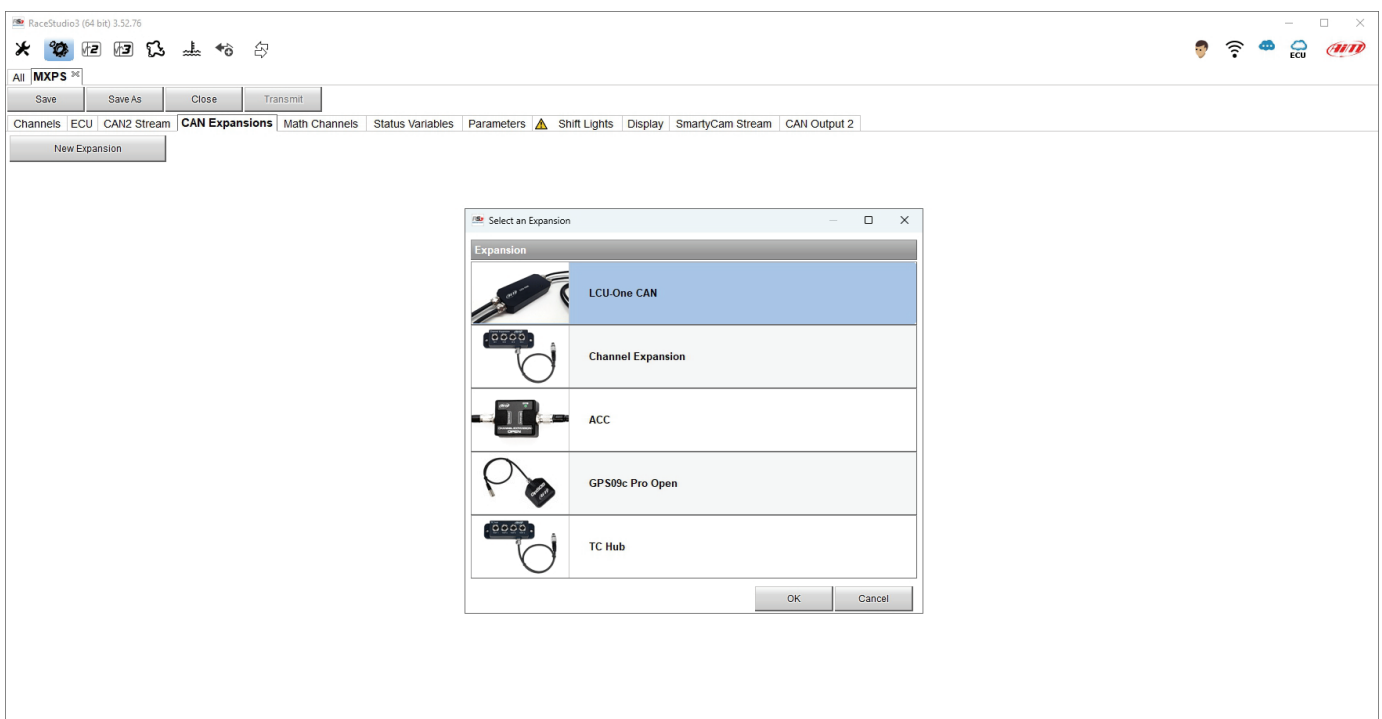 RaceStudio3 (64 bit) 3.52.76
ECU
All MXPS
Save Save As Close Transmit
Channels ECU CAN2 Stream CAN Expansions Math Channels Status Variables Parameters Shift Lights Display SmartyCam Stream CAN Output 2
New Expansion
Select an Expansion
Expansion
LCU-One CAN
Channel Expansion
ACC
GPS09c Pro Open
TC Hub
OK Cancel